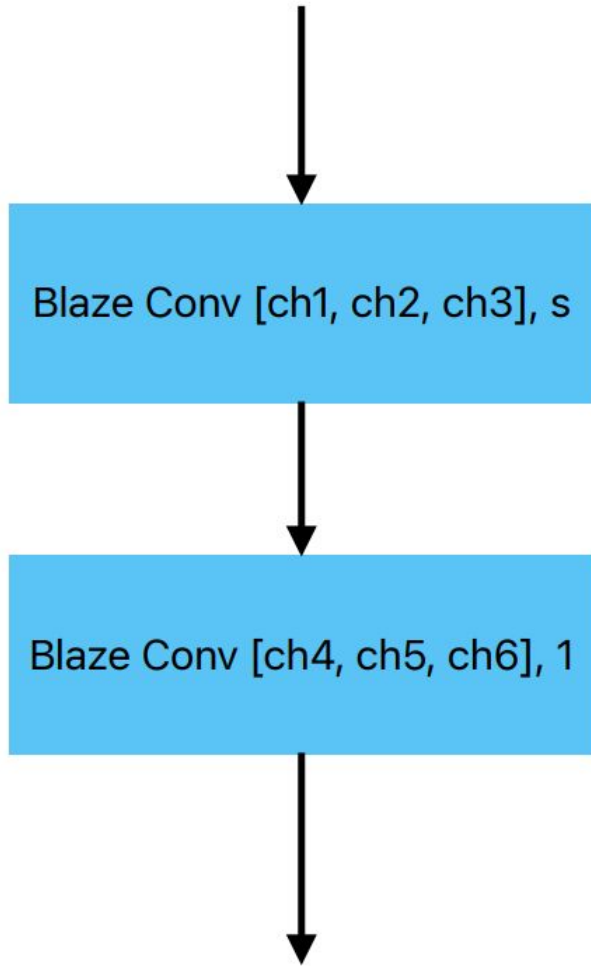 Blaze Conv [ch1, ch2, ch3], s
Blaze Conv [ch4, ch5, ch6], 1